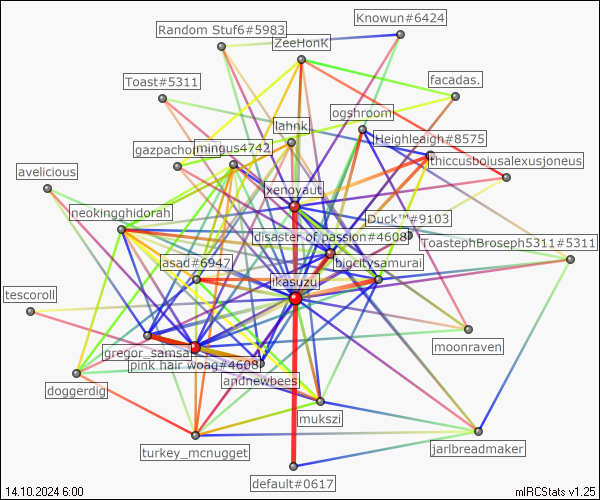 Random Stuf6#5983
Knowun#6424
ZeeHonK
Toast#5311
facadas.
ogshroom
lahnk
Heighleaigh#8575
gazpacho
mingus4742
thiccusboiusalexusjoneus
avelicious
xenoyaut
neokingghidorah
Duck™#9103
disaster of passion#4608
ToastephBroseph5311#5311
asad#6947
bigcitysamurai
ikasuzu
tescoroll
moonraven
gregor_samsa
pink hair woag#4608
andnewbees
doggerdig
mukszi
turkey_mcnugget
jarlbreadmaker
default#0617
14.10.2024 6:00
mIRCStats v1.25